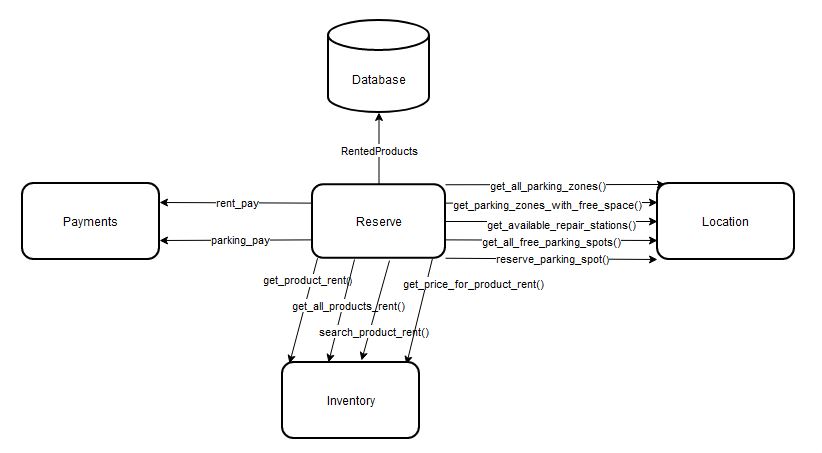 Database
RentedProducts
get_all_parking_zones()
rent_pay
get_parking_zones_with_free_space()
Payments
Reserve
get_available_repair_stations()
Location
parking_pay
get_all_free_parking_spots()
reserve_parking_spot()
get_product_rent()
get_price_for_product_rent()
get_all_products_rent()
search_product_rent()
Inventory